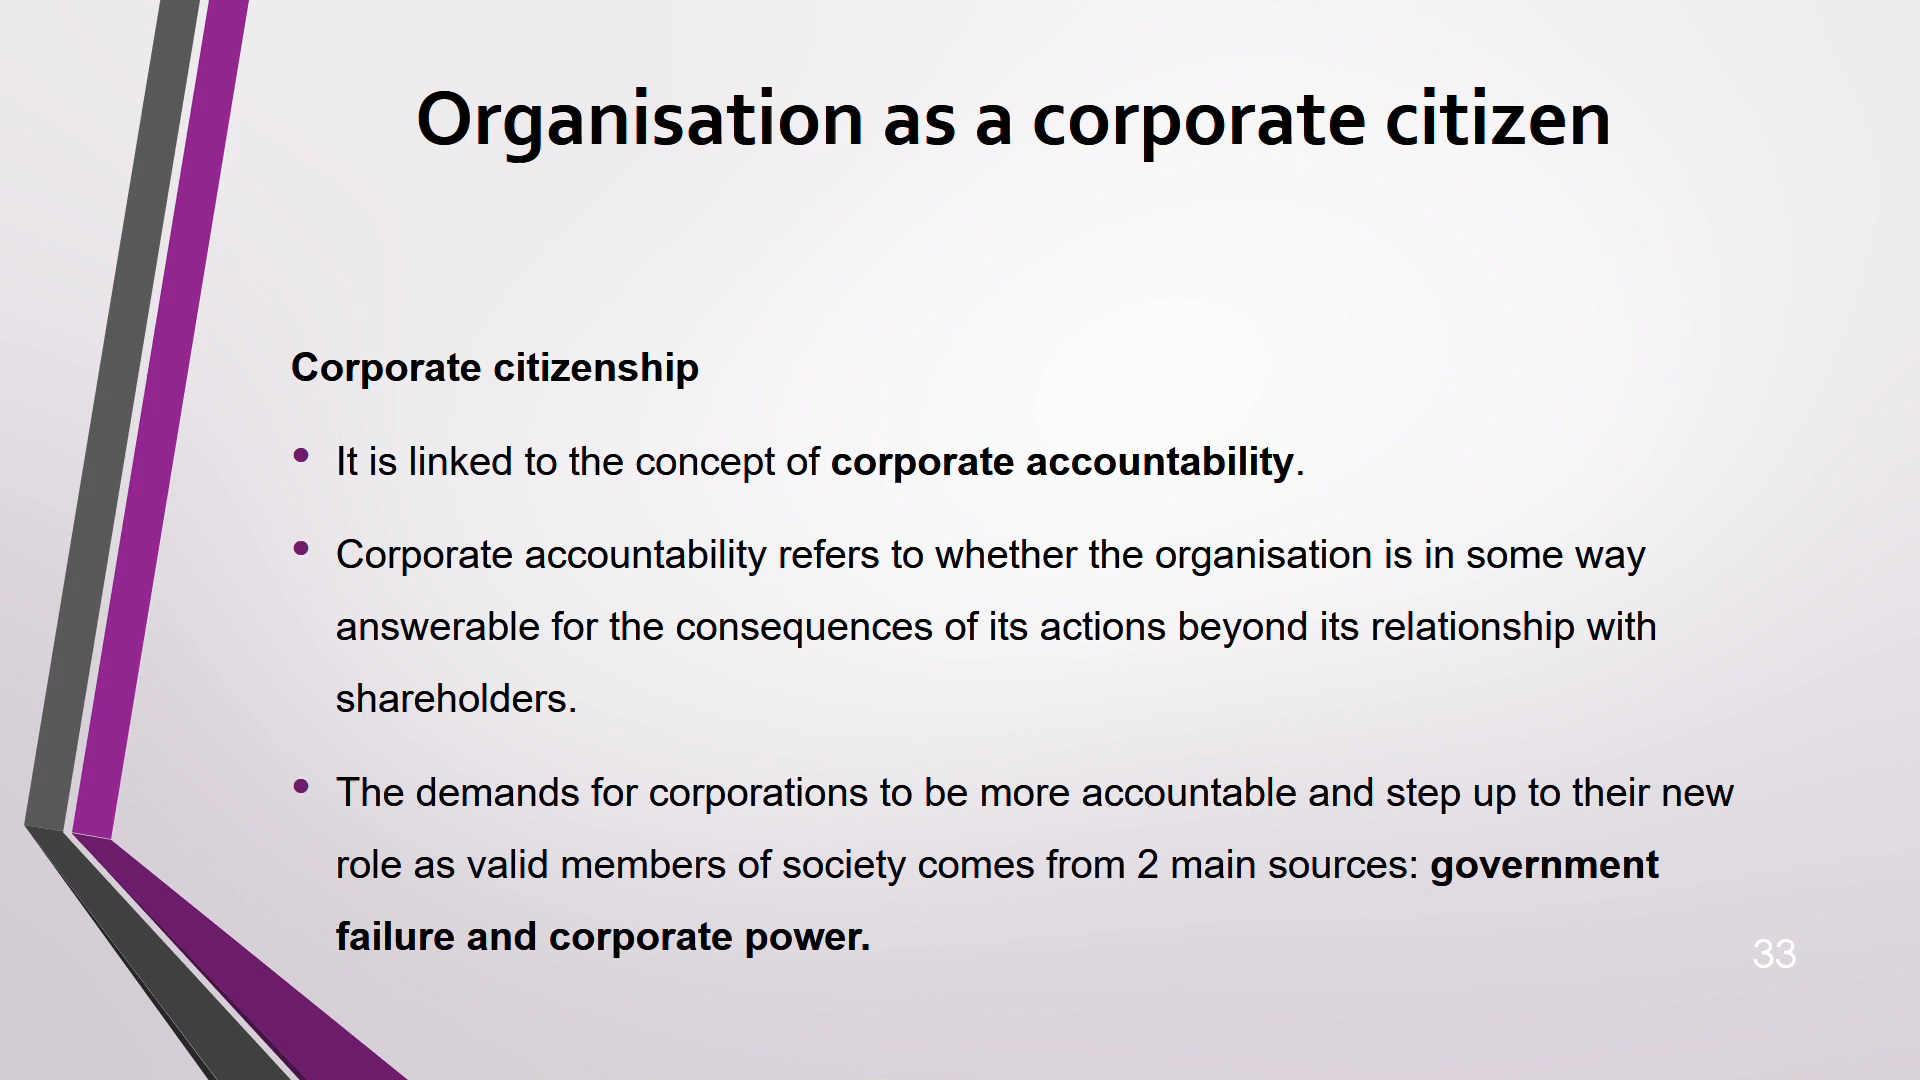 Organisation as a corporate citizen
Corporate citizenship
• It is linked to the concept of corporate accountability.
• Corporate accountability refers to whether the organisation is in some way
answerable for the consequences of its actions beyond its relationship with
shareholders.
• The demands for corporations to be more accountable and step up to their new
role as valid members of society comes from 2 main sources: government
failure and corporate power.
33